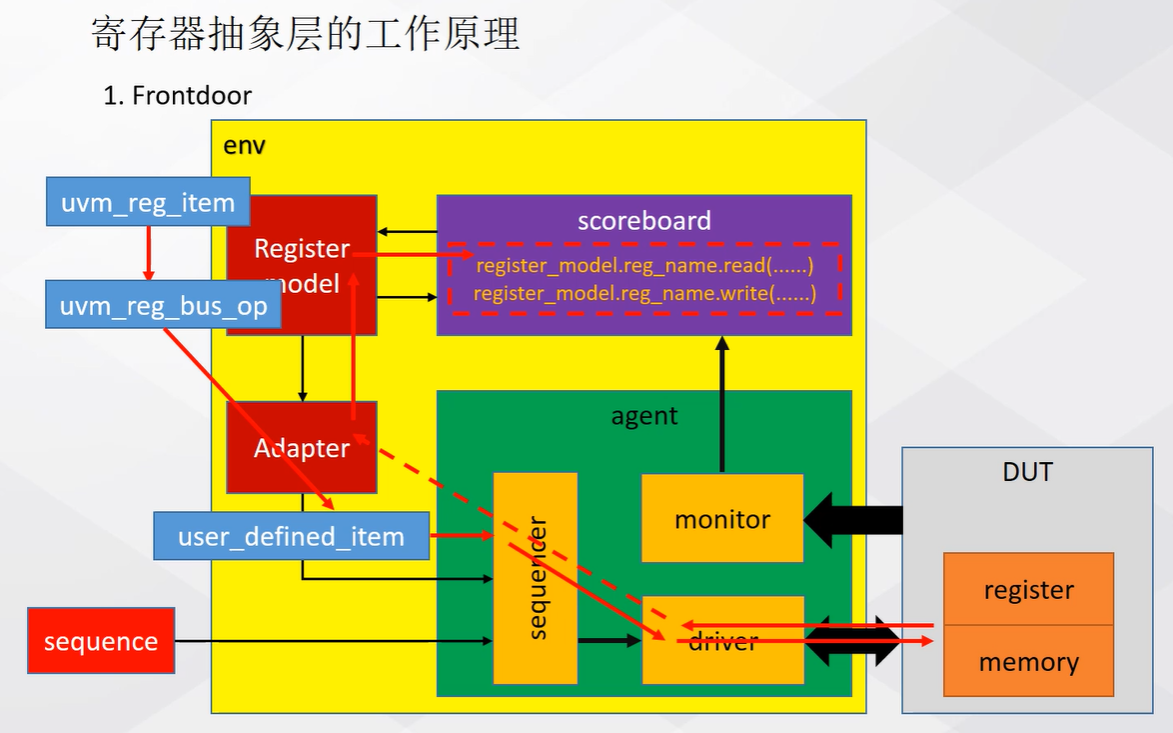 寄存器抽象层的工作原理
1. Frontdoor
env
uvm_reg_item
Register
model
uvm_reg_bus_op
scoreboard
register_model.reg_name.read(......)
register_model.reg_name.write(......)
Adapter
agent
user_defined_item
sequencer
monitor
driver
sequence
DUT
register
memory